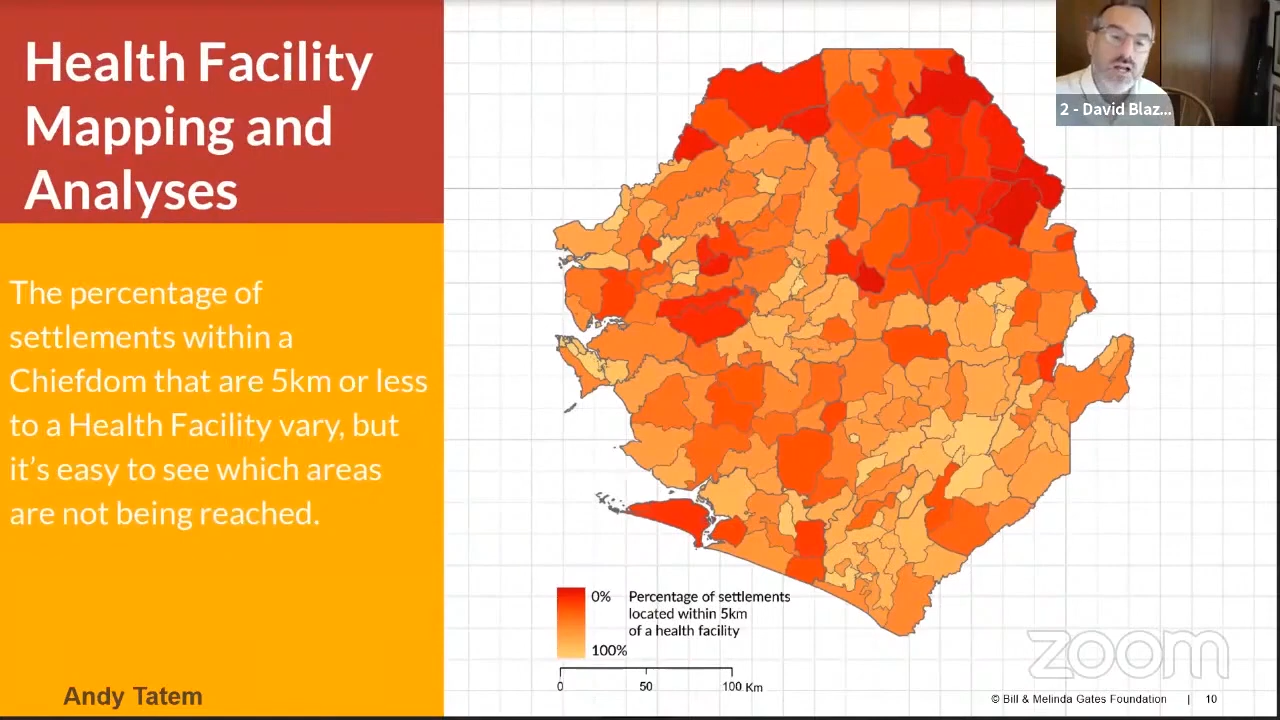 Health Facility
Mapping and
Analyses
The percentage of
settlements within a
Chiefdom that are 5km or less
to a Health Facility vary, but
it's easy to see which areas
are not being reached.
Andy Tatem
2 - David Blaz...
0%
100%
Percentage of settlements
located within 5km
of a health facility
0 50 100 Km
zoom
© Bill & Melinda Gates Foundation | 10